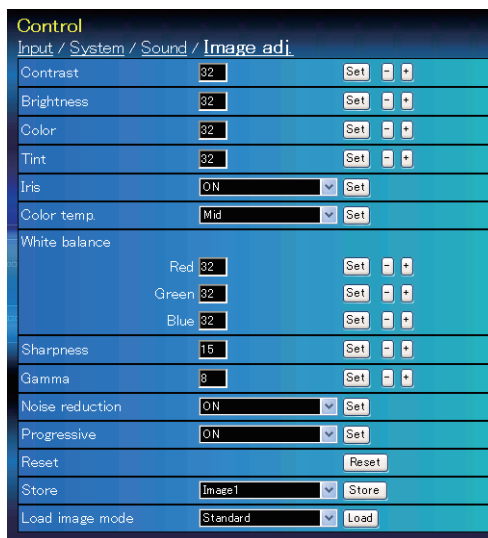 Control
Input / System / Sound / Image adj.
Contrast 32 Set - +
Brightness 32 Set - +
Color 32 Set - +
Tint 32 Set - +
Iris ON Set
Color temp. Mid Set
White balance
Red 32 Set - +
Green 32 Set - +
Blue 32 Set - +
Sharpness 15 Set - +
Gamma 8 Set - +
Noise reduction ON Set
Progressive ON Set
Reset Reset
Store Image1 Store
Load image mode Standard Load